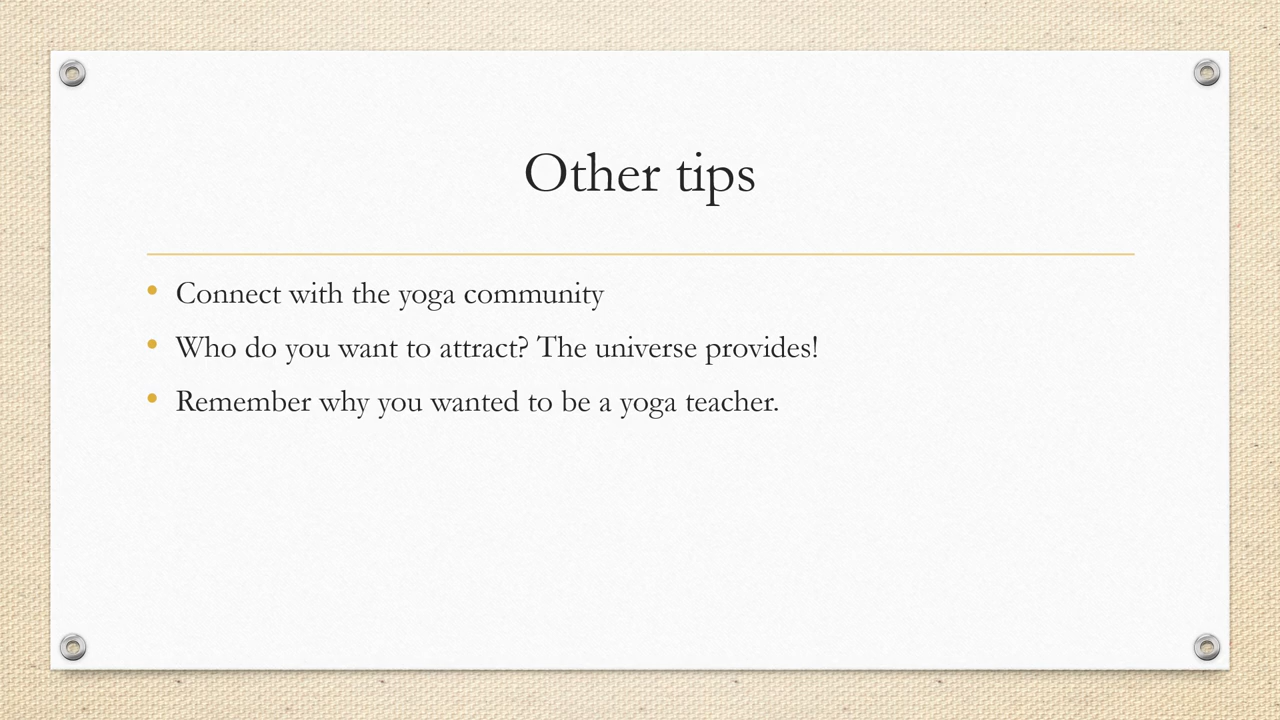 Other tips
• Connect with the yoga community
• Who do you want to attract? The universe provides!
• Remember why you wanted to be a yoga teacher.